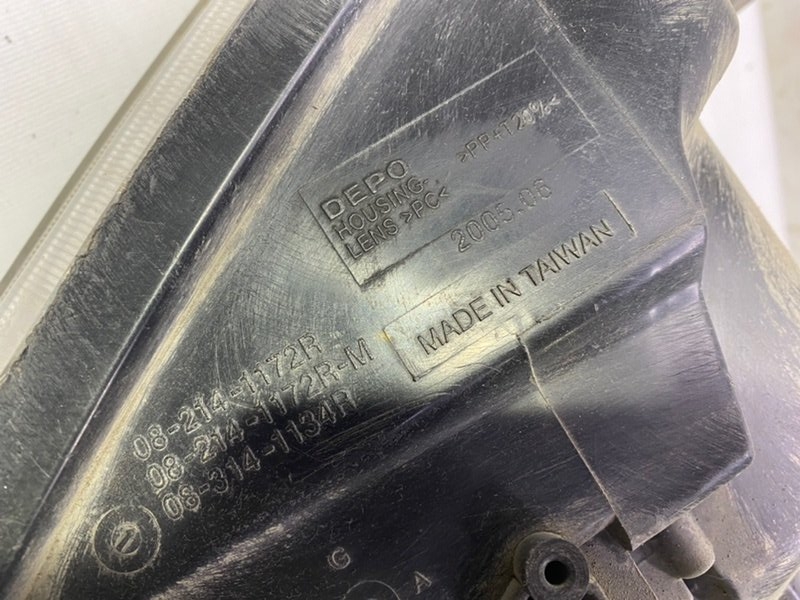 DEPO
HOUSING- >PP+T20%<
LENS >PC<
2005.06
MADE IN TAIWAN
08-214-1172R
08-214-1172R-M
08-314-1134R
G
A